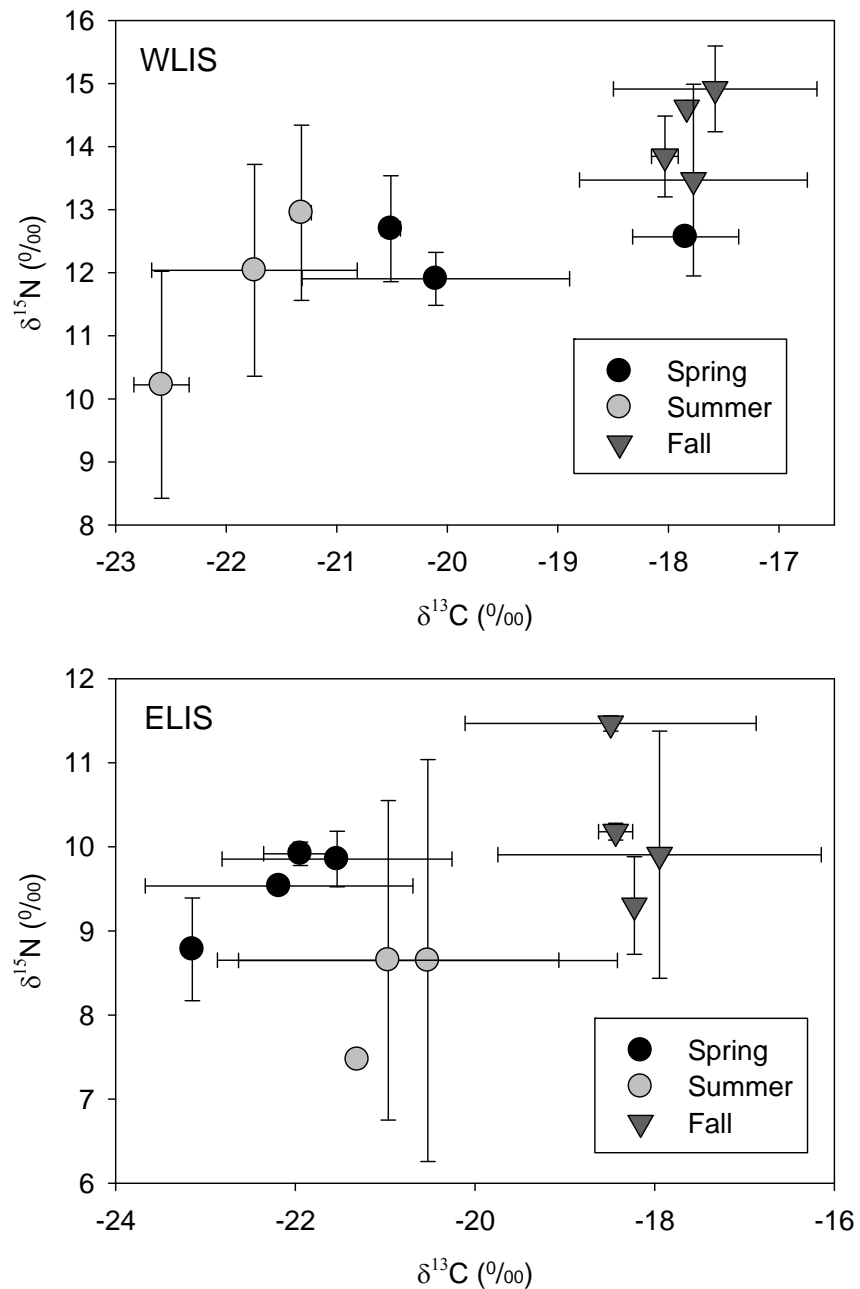 WLIS
16
15
14
13
12
11
10
9
8
δ¹⁵N (⁰/₀₀)
Spring
Summer
Fall
-23 -22 -21 -20 -19 -18 -17
δ¹³C (⁰/₀₀)
ELIS
12
11
10
9
8
7
6
δ¹⁵N (⁰/₀₀)
Spring
Summer
Fall
-24 -22 -20 -18 -16
δ¹³C (⁰/₀₀)